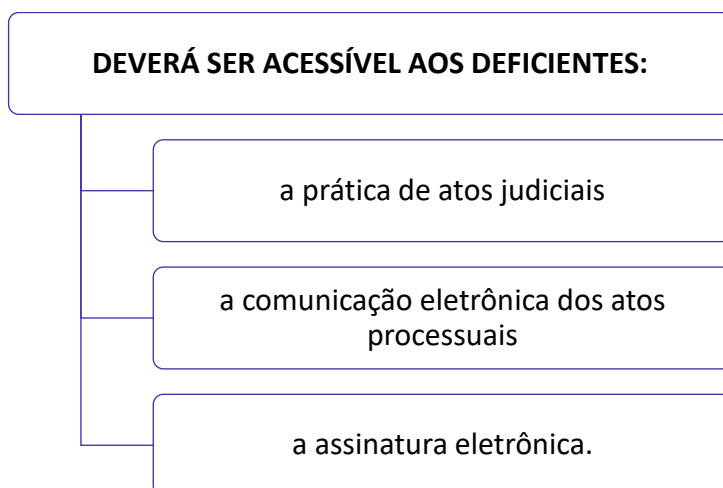 DEVERÁ SER ACESSÍVEL AOS DEFICIENTES:
a prática de atos judiciais
a comunicação eletrônica dos atos
processuais
a assinatura eletrônica.